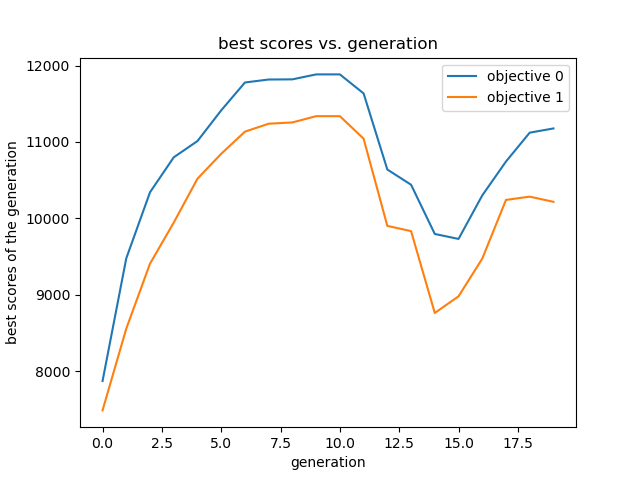 best scores vs. generation
objective 0
objective 1
best scores of the generation
12000
11000
10000
9000
8000
0.0 2.5 5.0 7.5 10.0 12.5 15.0 17.5
generation